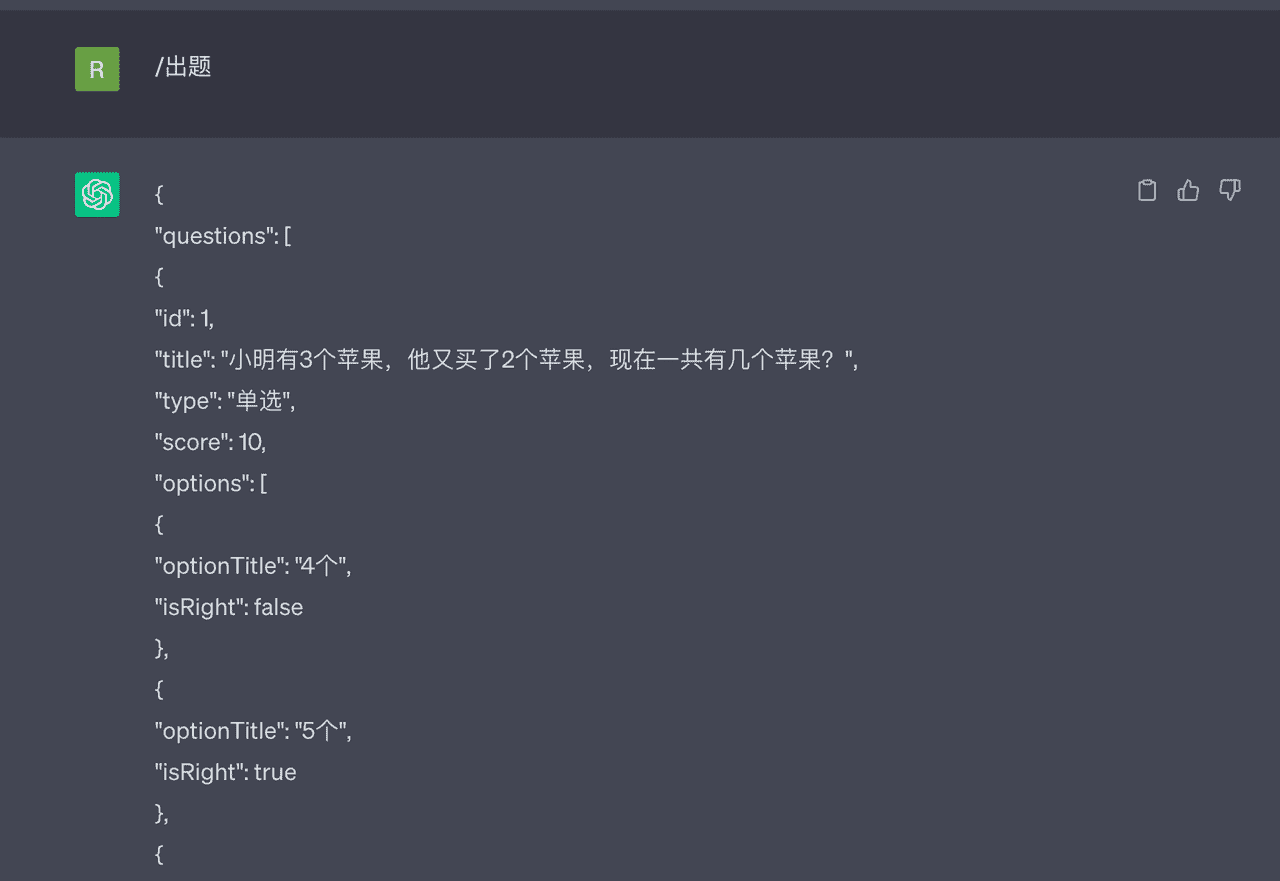 R
/出题
{
"questions": [
{
"id": 1,
"title": "小明有3个苹果，他又买了2个苹果，现在一共有几个苹果？",
"type": "单选",
"score": 10,
"options": [
{
"optionTitle": "4个",
"isRight": false
},
{
"optionTitle": "5个",
"isRight": true
},
{